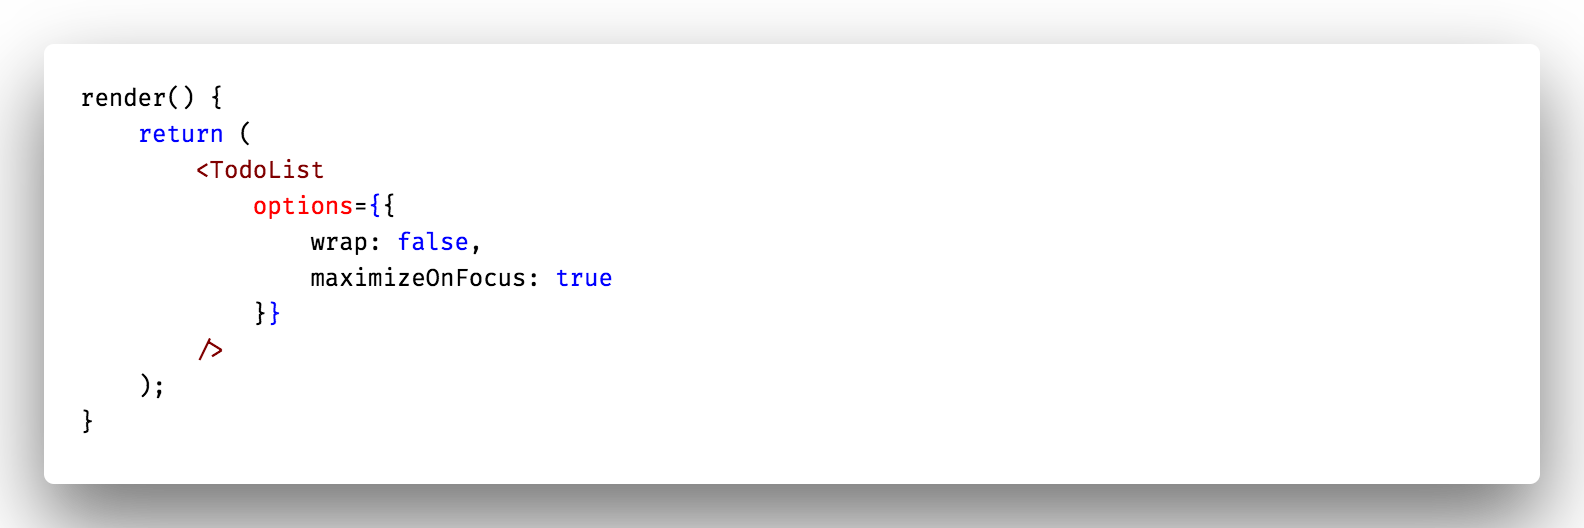 render() {
    return (
        <TodoList
            options={{
                wrap: false,
                maximizeOnFocus: true
            }}
        />
    );
}